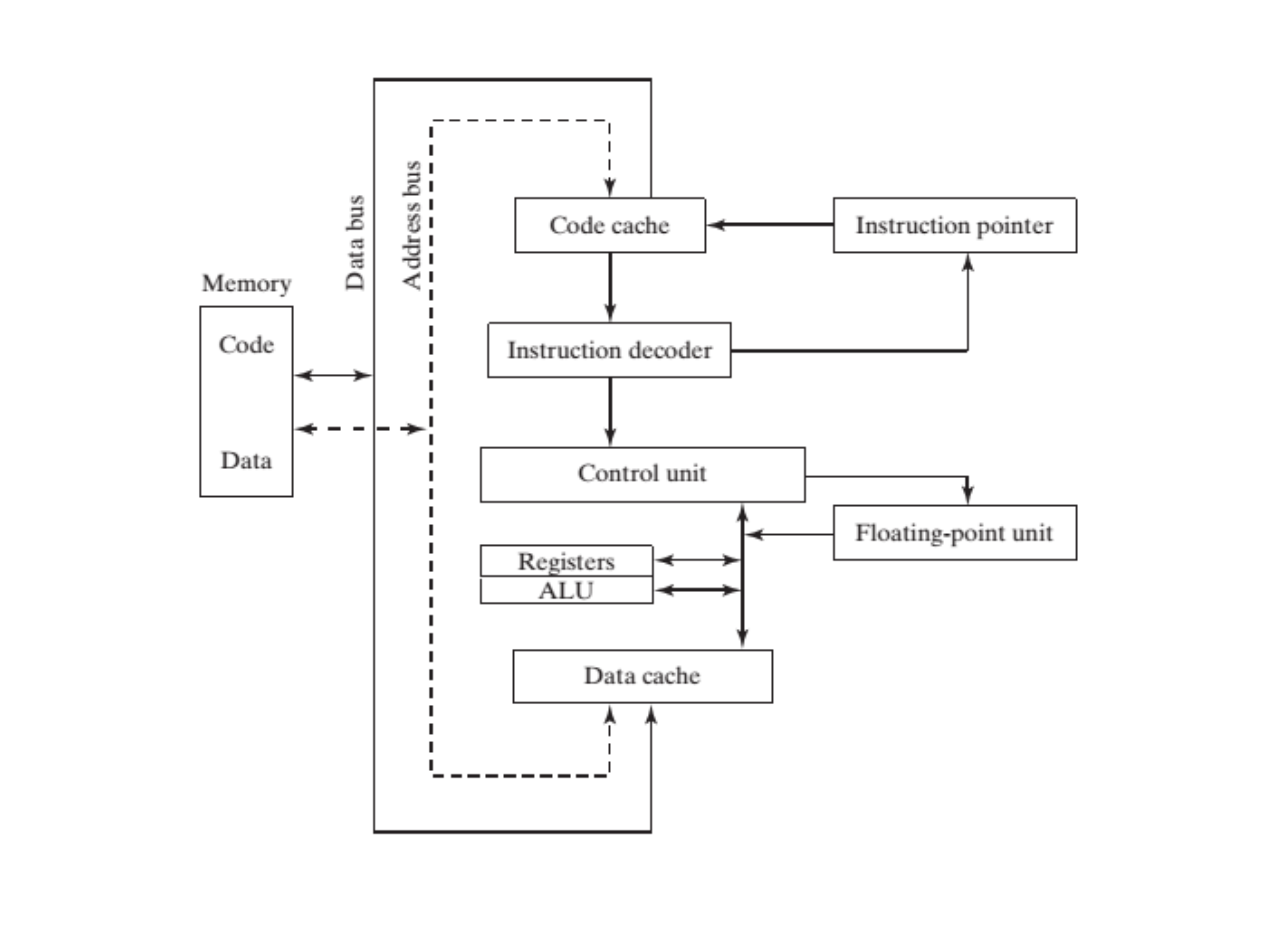 Data bus
Address bus
Code cache
Instruction pointer
Memory
Code
Data
Instruction decoder
Control unit
Floating-point unit
Registers
ALU
Data cache